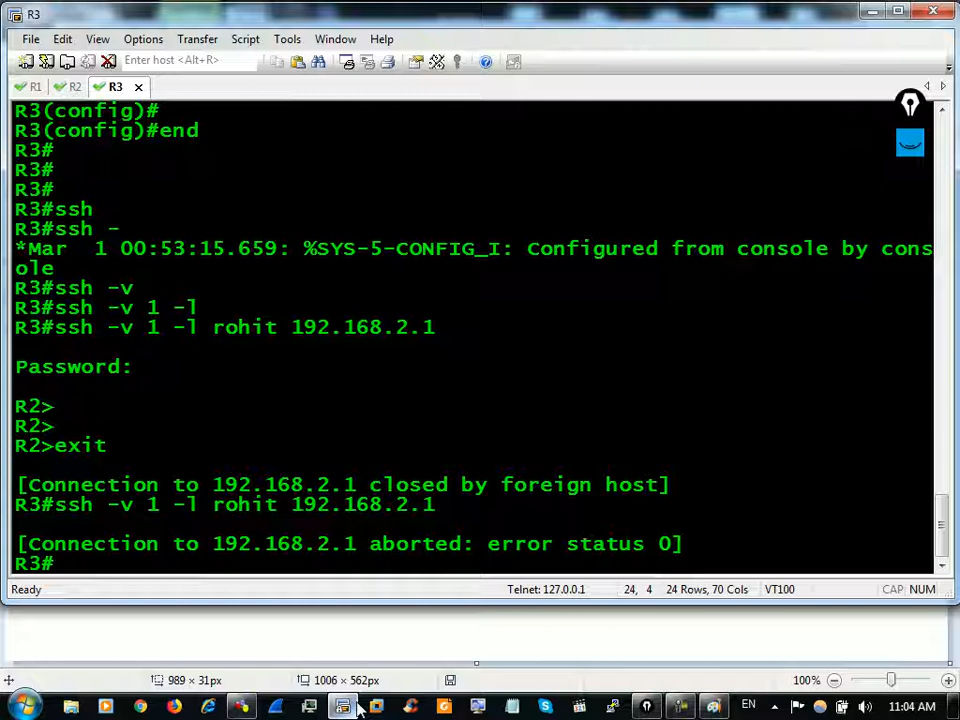 R3
File Edit View Options Transfer Script Tools Window Help
Enter host <Alt+R>
R1 R2 R3
R3(config)#
R3(config)#end
R3#
R3#
R3#
R3#ssh
R3#ssh -
*Mar  1 00:53:15.659: %SYS-5-CONFIG_I: Configured from console by cons
ole
R3#ssh -v
R3#ssh -v 1 -l
R3#ssh -v 1 -l rohit 192.168.2.1
Password:
R2>
R2>
R2>exit
[Connection to 192.168.2.1 closed by foreign host]
R3#ssh -v 1 -l rohit 192.168.2.1
[Connection to 192.168.2.1 aborted: error status 0]
R3#
Ready Telnet: 127.0.0.1 24, 4 24 Rows, 70 Cols VT100 CAP NUM
989 × 31px 1006 × 562px 100%
EN 11:04 AM